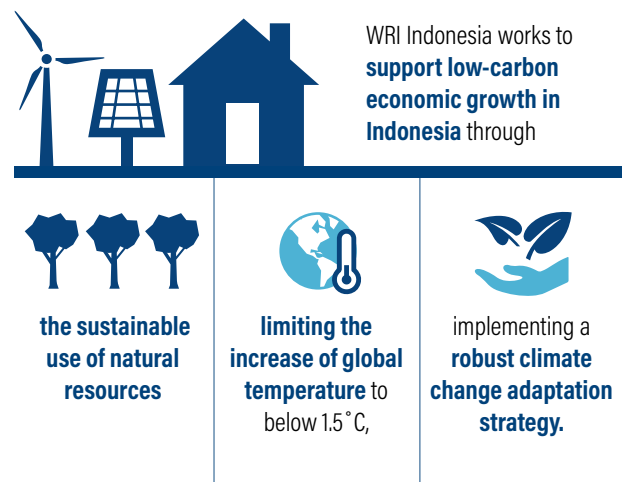 WRI Indonesia works to
support low-carbon
economic growth in
Indonesia through
the sustainable
use of natural
resources
limiting the
increase of global
temperature to
below 1.5˚C,
implementing a
robust climate
change adaptation
strategy.